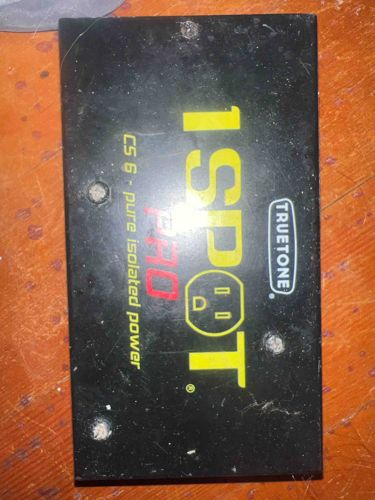 TRUETONE®
1 SPOT®
PRO
CS 6 - pure isolated power